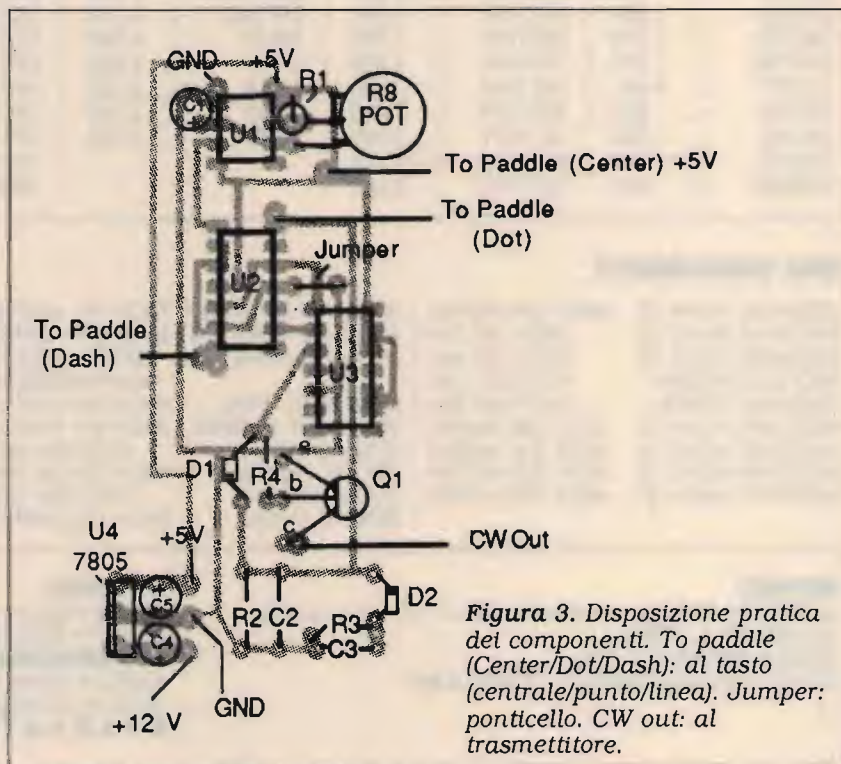 GND
+5V
R1
C1
+
U1
R8
POT
To Paddle (Center) +5V
To Paddle
(Dot)
Jumper
U2
To Paddle
(Dash)
U3
D1
R4
e
b
c
Q1
CW Out
U4
7805
+5V
+
C5
C4
+
R2
C2
R3
C3
D2
GND
+12 V
Figura 3. Disposizione pratica
dei componenti. To paddle
(Center/Dot/Dash): al tasto
(centrale/punto/linea). Jumper:
ponticello. CW out: al
trasmettitore.